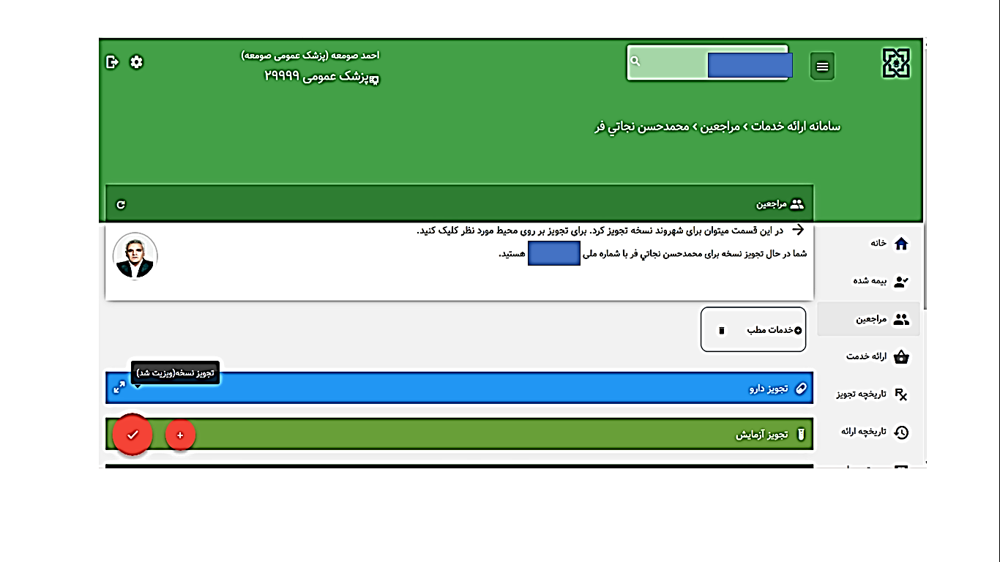 احمد صومعه (پزشک عمومی صومعه)
پزشک عمومی ۲۹۹۹۹
سامانه ارائه خدمات › مراجعین › محمدحسن نجاتي فر
مراجعین
در این قسمت میتوان برای شهروند نسخه تجویز کرد. برای تجویز بر روی محیط مورد نظر کلیک کنید.
شما در حال تجویز نسخه برای محمدحسن نجاتي فر با شماره ملی هستید.
خدمات مطب
تجویز نسخه(ویزیت شد)
تجویز دارو
تجویز آزمایش
خانه
بیمه شده
مراجعین
ارائه خدمت
تاریخچه تجویز
تاریخچه ارائه